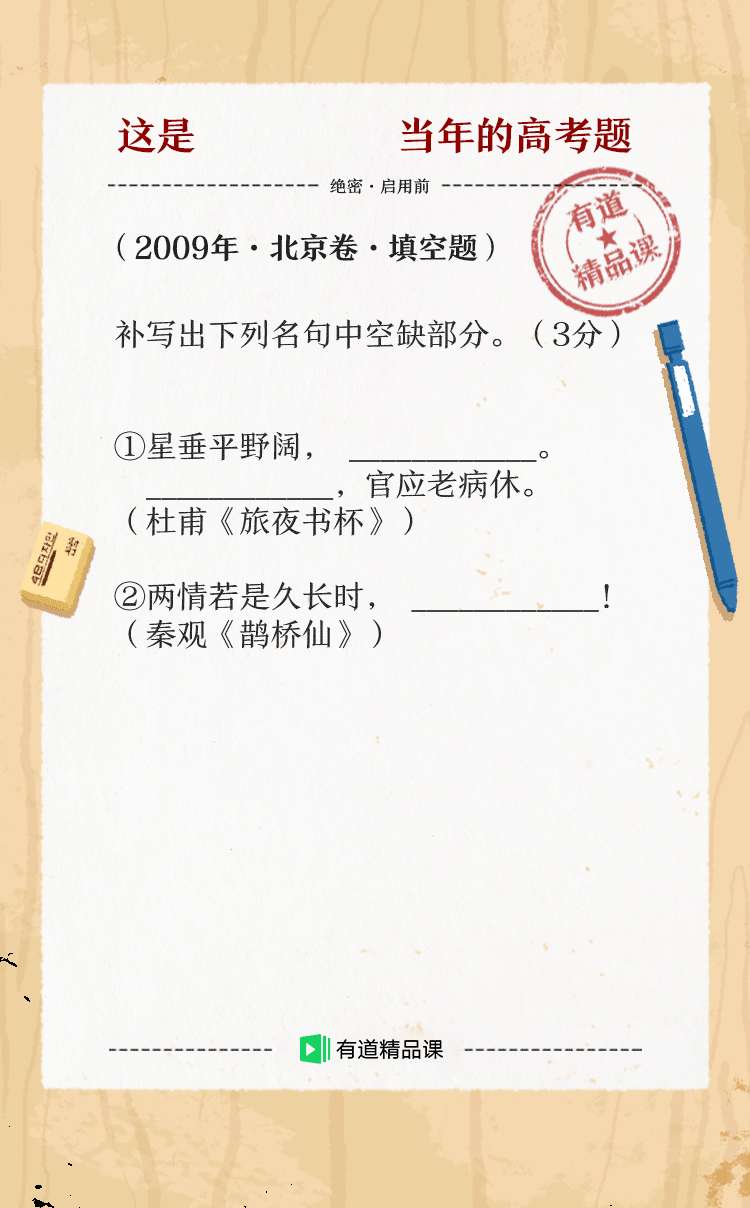 这是 当年的高考题
绝密·启用前
有道
精品课
（2009年·北京卷·填空题）
补写出下列名句中空缺部分。（3分）
①星垂平野阔， ____________。
____________，官应老病休。
（杜甫《旅夜书杯》）
②两情若是久长时， ____________！
（秦观《鹊桥仙》）
有道精品课